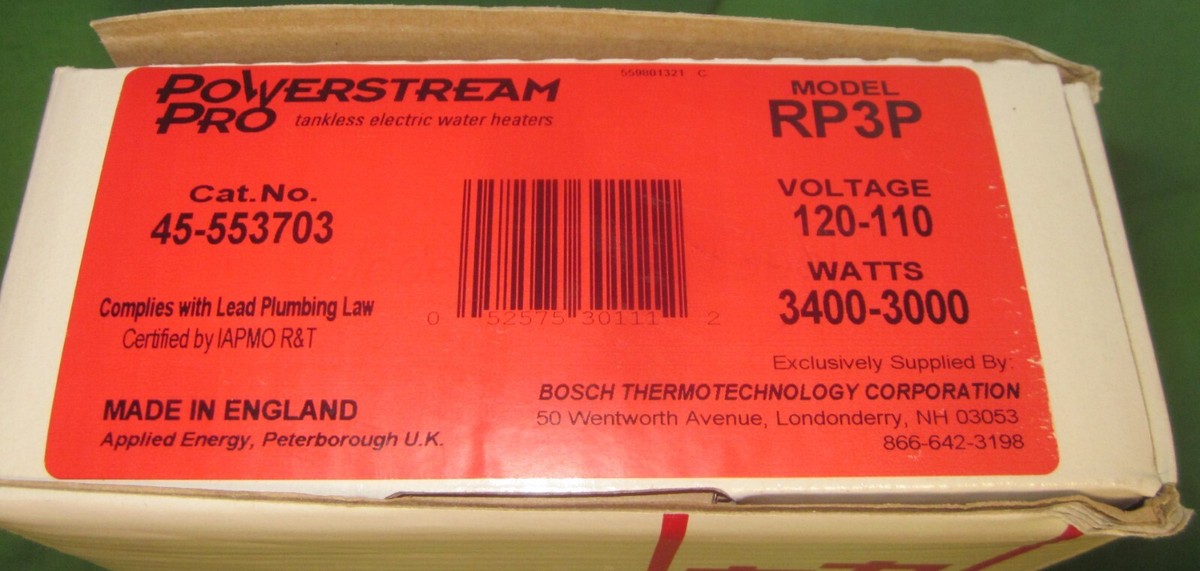 559801321 C
POWERSTREAM
PRO tankless electric water heaters
MODEL
RP3P
Cat.No.
45-553703
VOLTAGE
120-110
WATTS
3400-3000
Complies with Lead Plumbing Law
Certified by IAPMO R&T
0 52575 30111 2
Exclusively Supplied By:
BOSCH THERMOTECHNOLOGY CORPORATION
50 Wentworth Avenue, Londonderry, NH 03053
866-642-3198
MADE IN ENGLAND
Applied Energy, Peterborough U.K.